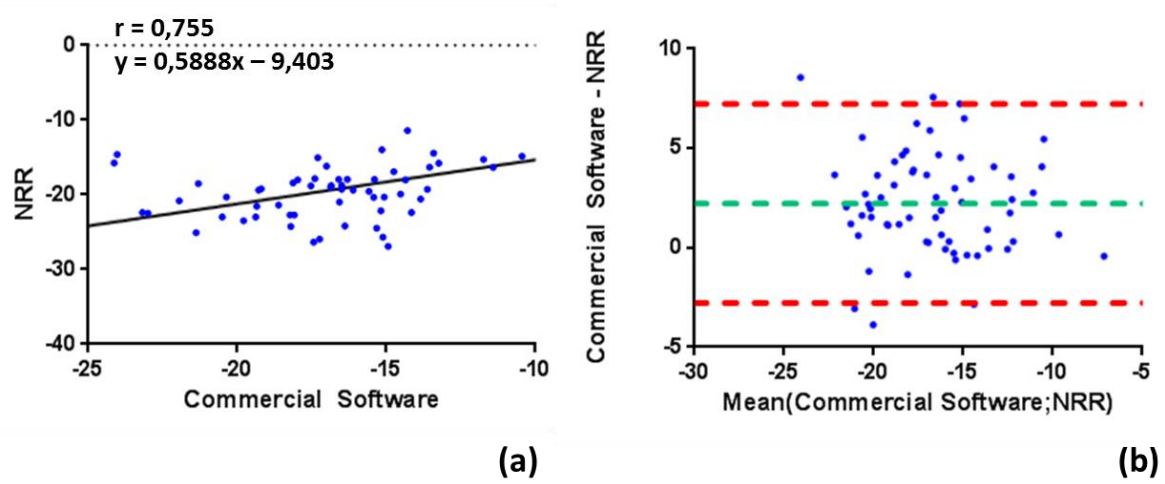 r = 0,755
y = 0,5888x – 9,403
0
-10
-20
-30
-40
NRR
-25
-20
-15
-10
Commercial Software
(a)
10
5
0
-5
Commercial Software - NRR
-30
-25
-20
-15
-10
-5
Mean(Commercial Software;NRR)
(b)